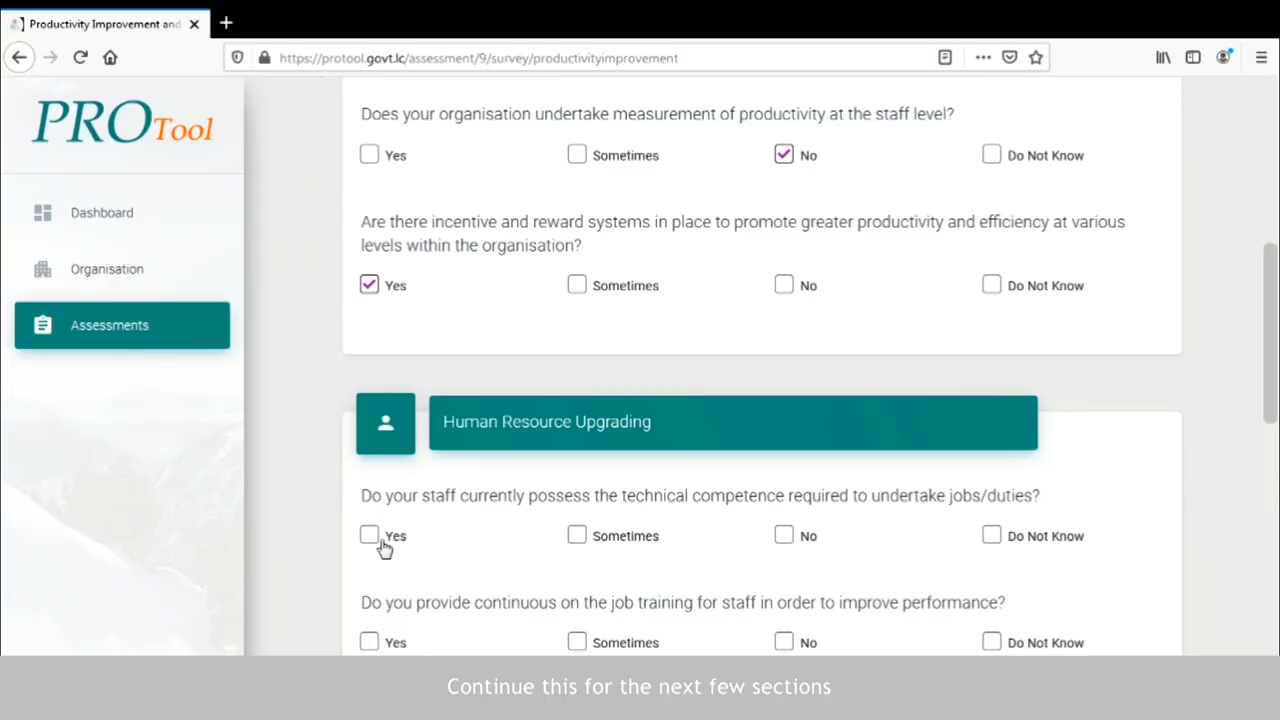 Productivity Improvement and
https://protool.govt.lc/assessment/9/survey/productivityimprovement
PROTool
Dashboard
Organisation
Assessments
Does your organisation undertake measurement of productivity at the staff level?
Yes Sometimes No Do Not Know
Are there incentive and reward systems in place to promote greater productivity and efficiency at various
levels within the organisation?
Yes Sometimes No Do Not Know
Human Resource Upgrading
Do your staff currently possess the technical competence required to undertake jobs/duties?
Yes Sometimes No Do Not Know
Do you provide continuous on the job training for staff in order to improve performance?
Yes Sometimes No Do Not Know
Continue this for the next few sections